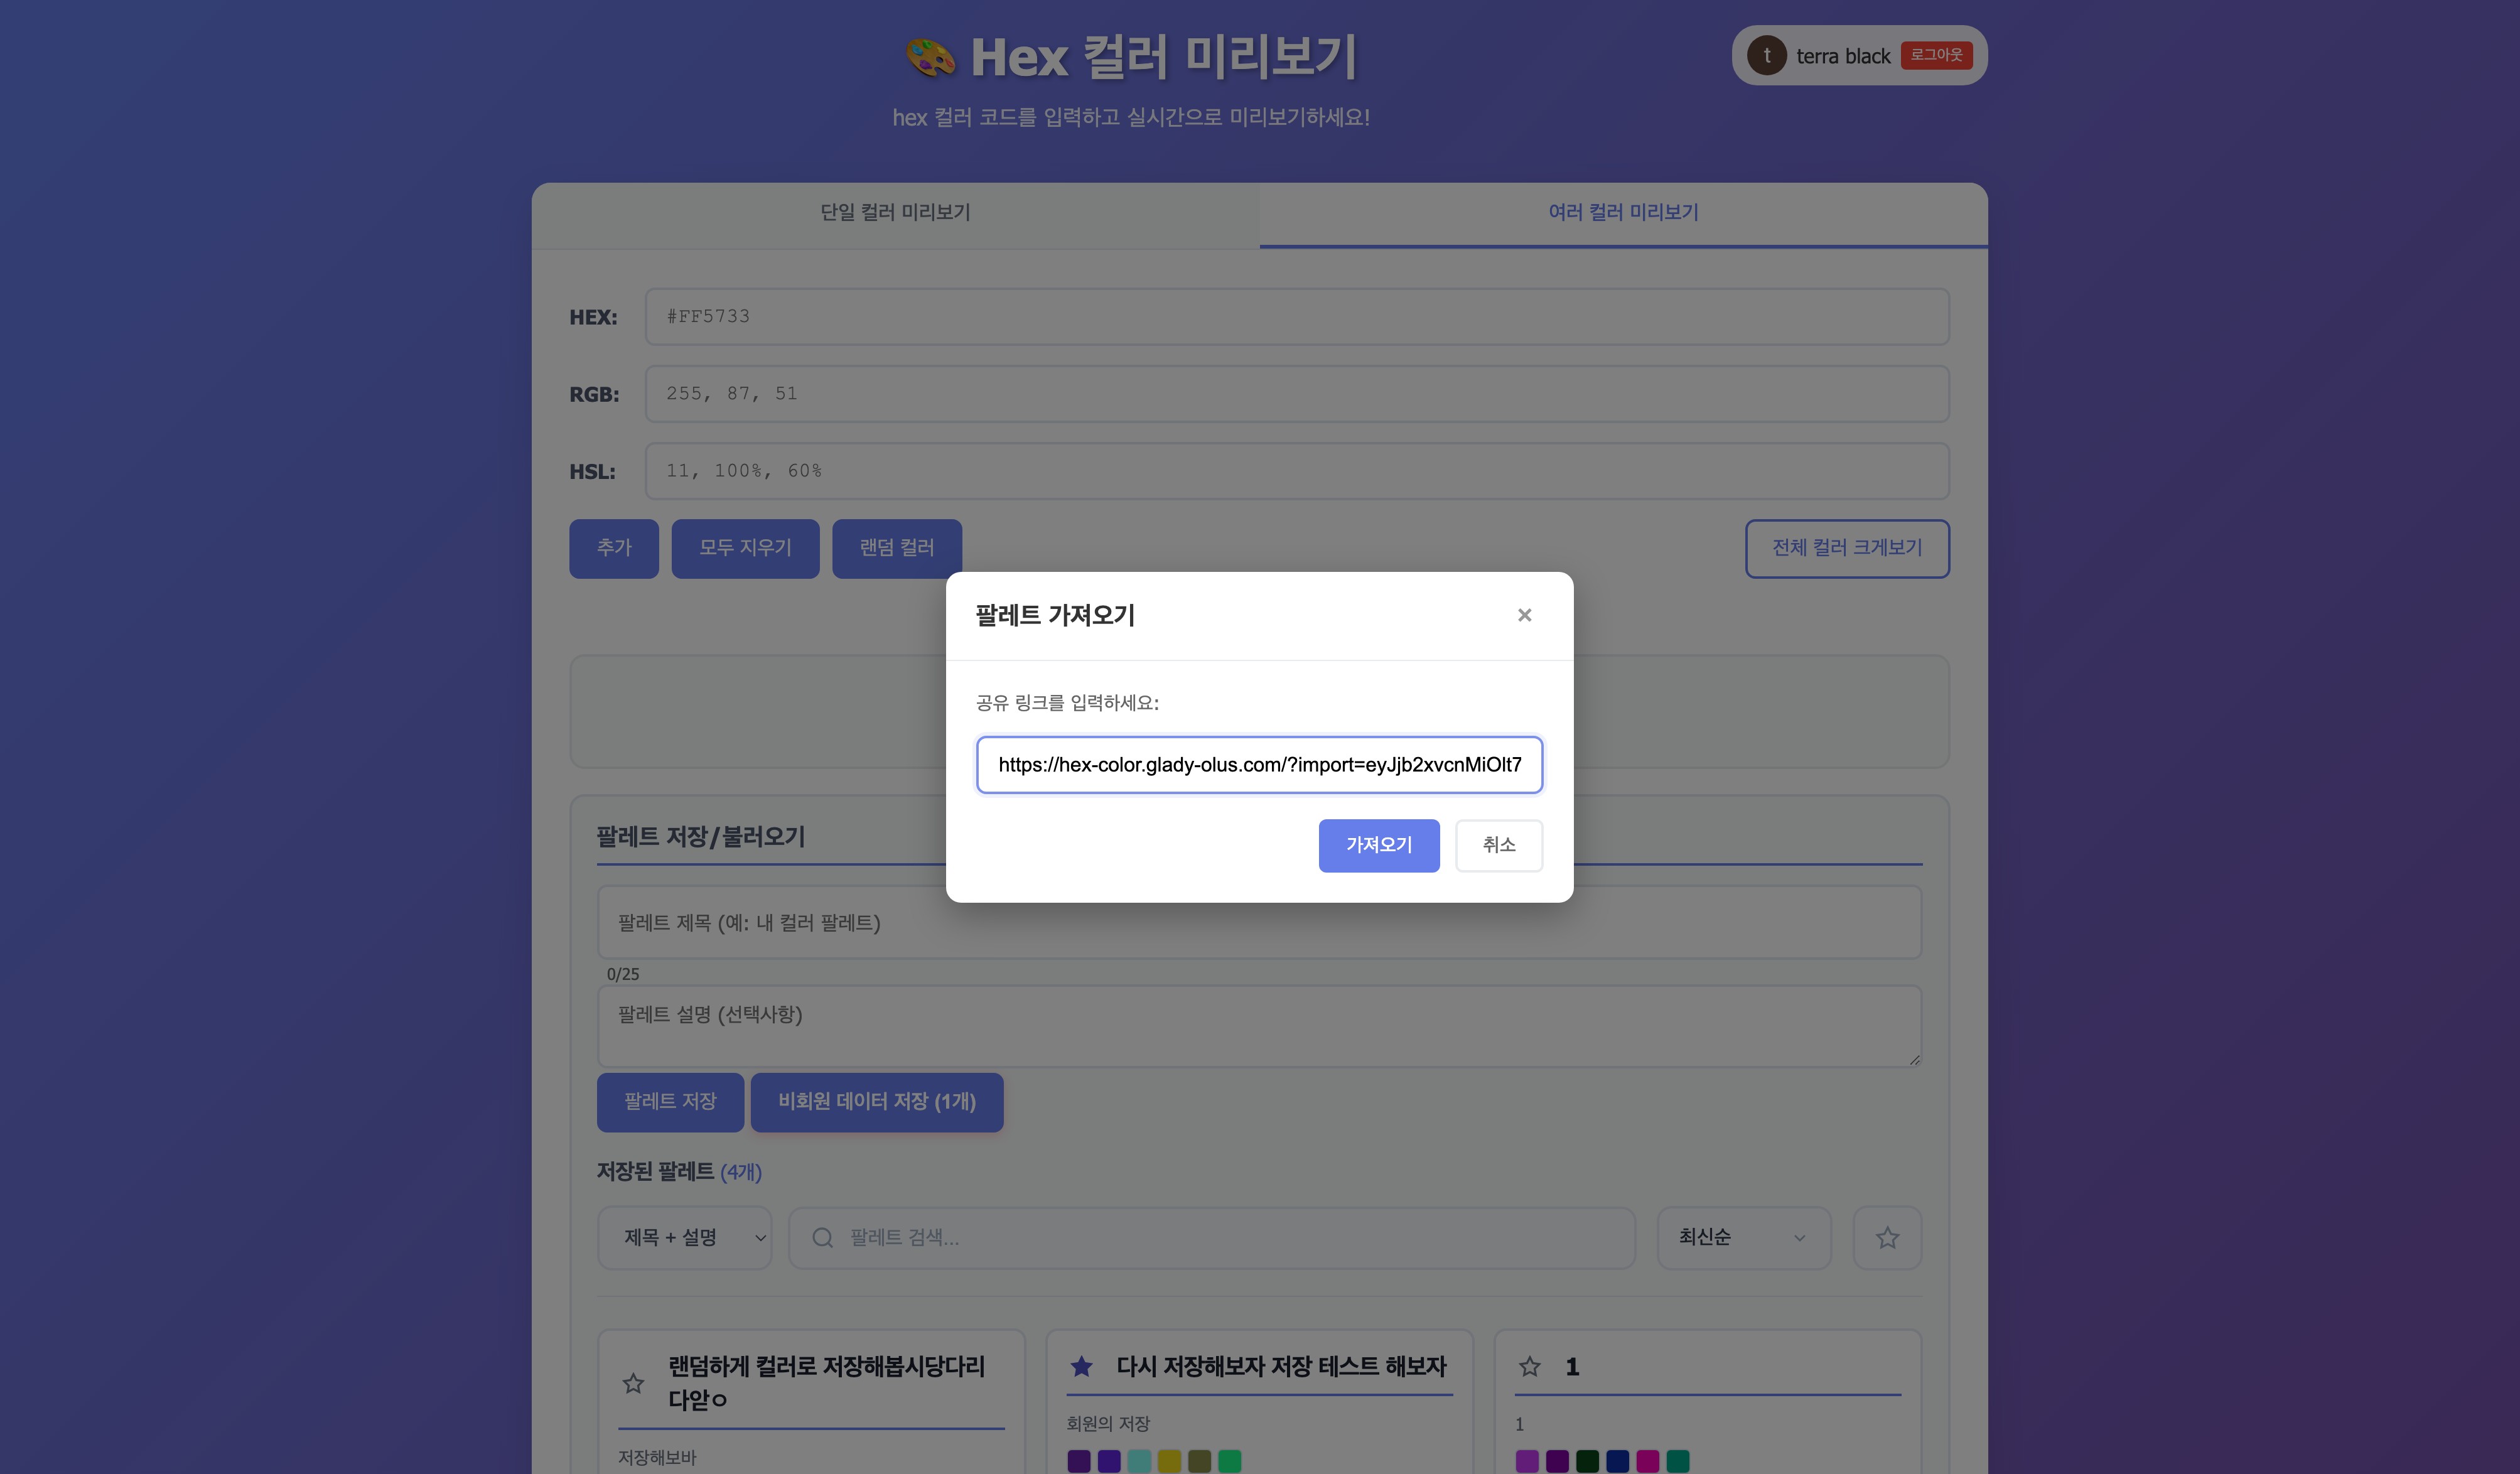 🎨 Hex 컬러 미리보기
hex 컬러 코드를 입력하고 실시간으로 미리보기하세요!
t terra black 로그아웃
단일 컬러 미리보기
여러 컬러 미리보기
HEX: #FF5733
RGB: 255, 87, 51
HSL: 11, 100%, 60%
추가 모두 지우기 랜덤 컬러 전체 컬러 크게보기
팔레트 가져오기 ×
공유 링크를 입력하세요:
https://hex-color.glady-olus.com/?import=eyJjb2xvcnMiOlt7
가져오기 취소
팔레트 저장/불러오기
팔레트 제목 (예: 내 컬러 팔레트)
0/25
팔레트 설명 (선택사항)
팔레트 저장 비회원 데이터 저장 (1개)
저장된 팔레트 (4개)
제목 + 설명 팔레트 검색... 최신순
랜덤하게 컬러로 저장해봅시당다리
다앋ㅇ
저장해보바
다시 저장해보자 저장 테스트 해보자
회원의 저장
1
1